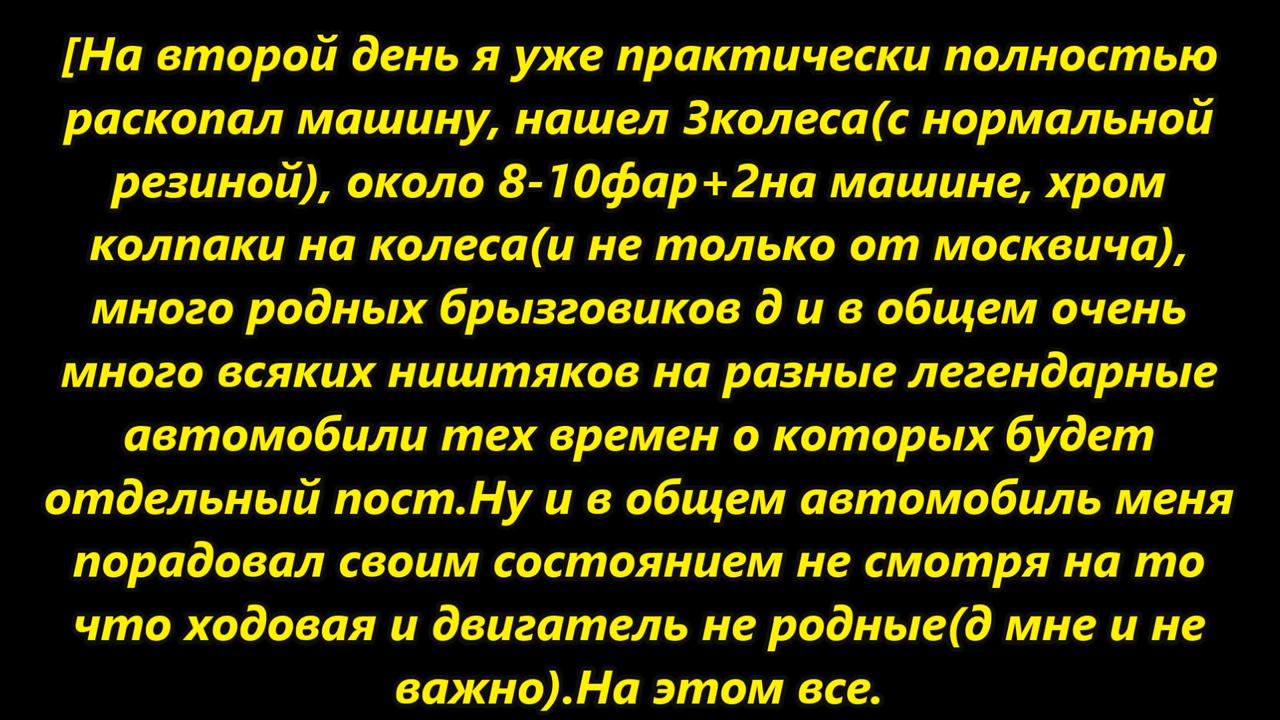 [На второй день я уже практически полностью
раскопал машину, нашел 3колеса(с нормальной
резиной), около 8-10фар+2на машине, хром
колпаки на колеса(и не только от москвича),
много родных брызговиков д и в общем очень
много всяких ништяков на разные легендарные
автомобили тех времен о которых будет
отдельный пост.Ну и в общем автомобиль меня
порадовал своим состоянием не смотря на то
что ходовая и двигатель не родные(д мне и не
важно).На этом все.